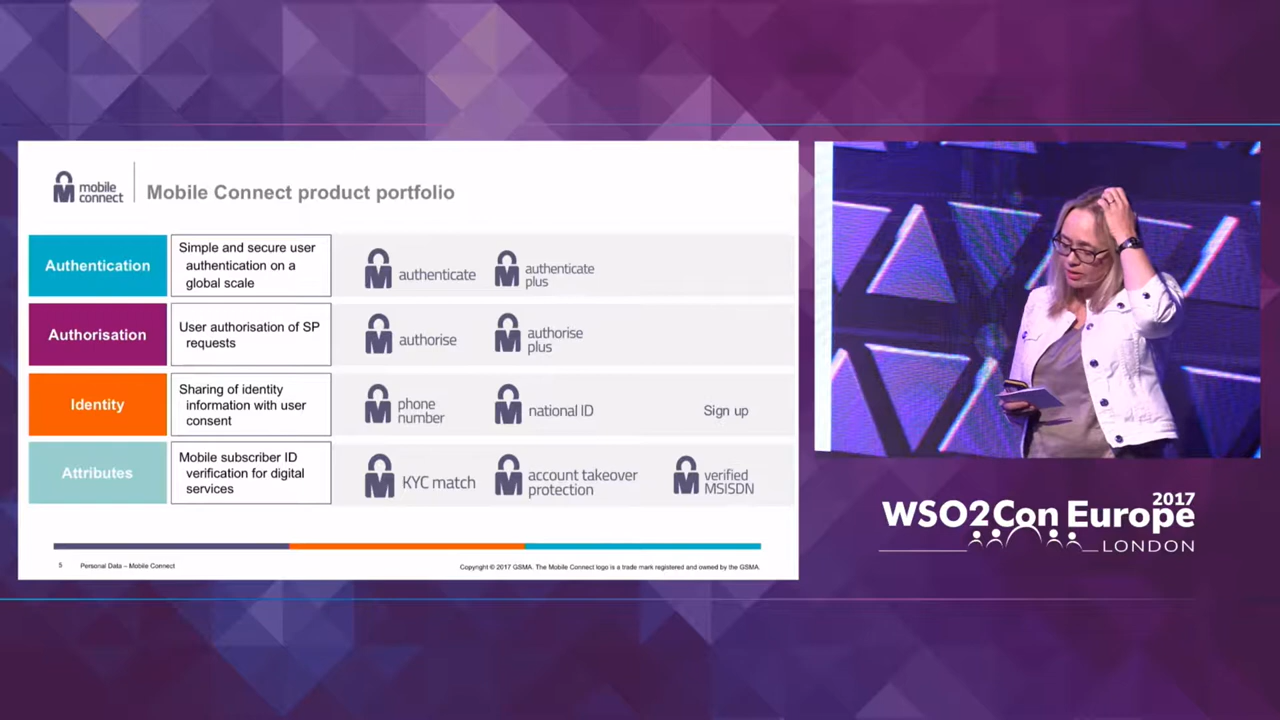 mobile
connect
Mobile Connect product portfolio
Authentication
Simple and secure user
authentication on a
global scale
authenticate
authenticate
plus
Authorisation
User authorisation of SP
requests
authorise
authorise
plus
Identity
Sharing of identity
information with user
consent
phone
number
national ID
Sign up
Attributes
Mobile subscriber ID
verification for digital
services
KYC match
account takeover
protection
verified
MSISDN
5
Personal Data – Mobile Connect
Copyright © 2017 GSMA. The Mobile Connect logo is a trade mark registered and owned by the GSMA.
2017
WSO2Con Europe
LONDON